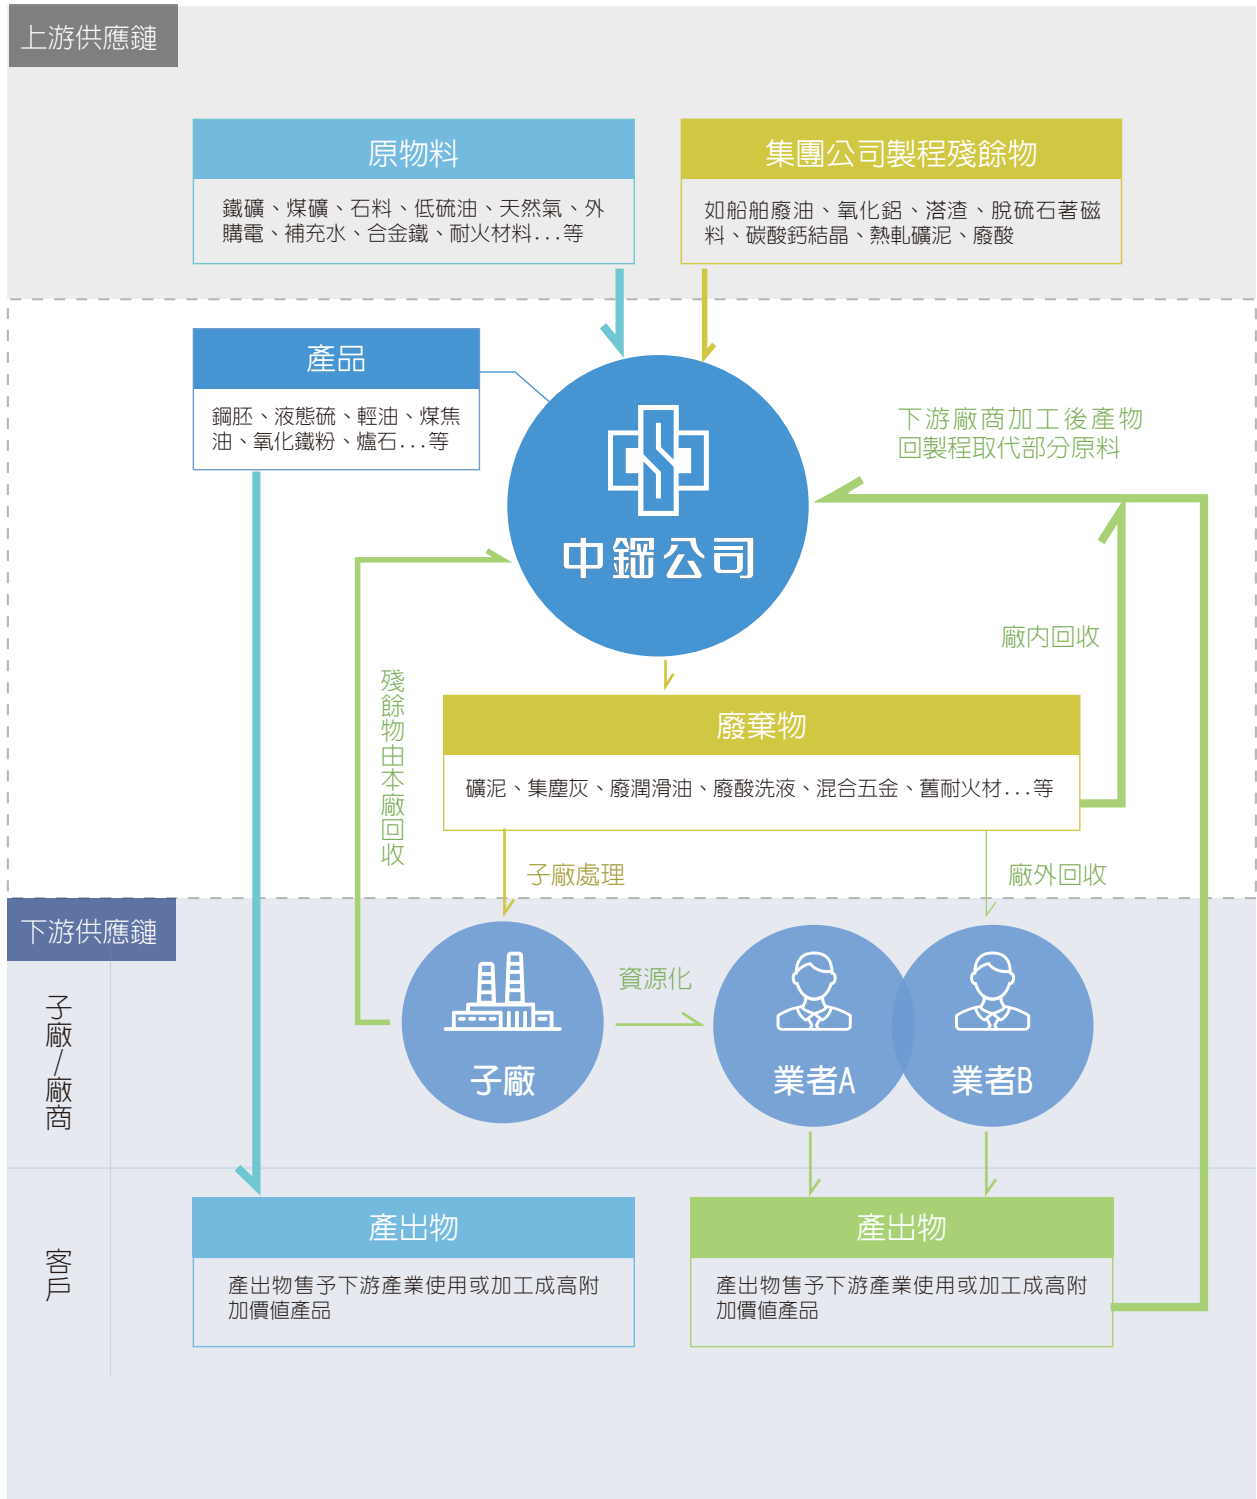 上游供應鏈
原物料
鐵礦、煤礦、石料、低硫油、天然氣、外
購電、補充水、合金鐵、耐火材料...等
集團公司製程殘餘物
如船舶廢油、氧化鋁、溚渣、脫硫石著磁
料、碳酸鈣結晶、熱軋礦泥、廢酸
產品
鋼胚、液態硫、輕油、煤焦
油、氧化鐵粉、爐石...等
中鋼公司
下游廠商加工後產物
回製程取代部分原料
廠內回收
殘餘物由本廠回收
廢棄物
礦泥、集塵灰、廢潤滑油、廢酸洗液、混合五金、舊耐火材...等
子廠處理
廠外回收
下游供應鏈
子廠/廠商
子廠
資源化
業者A
業者B
客戶
產出物
產出物售予下游產業使用或加工成高附
加價值產品
產出物
產出物售予下游產業使用或加工成高附
加價值產品